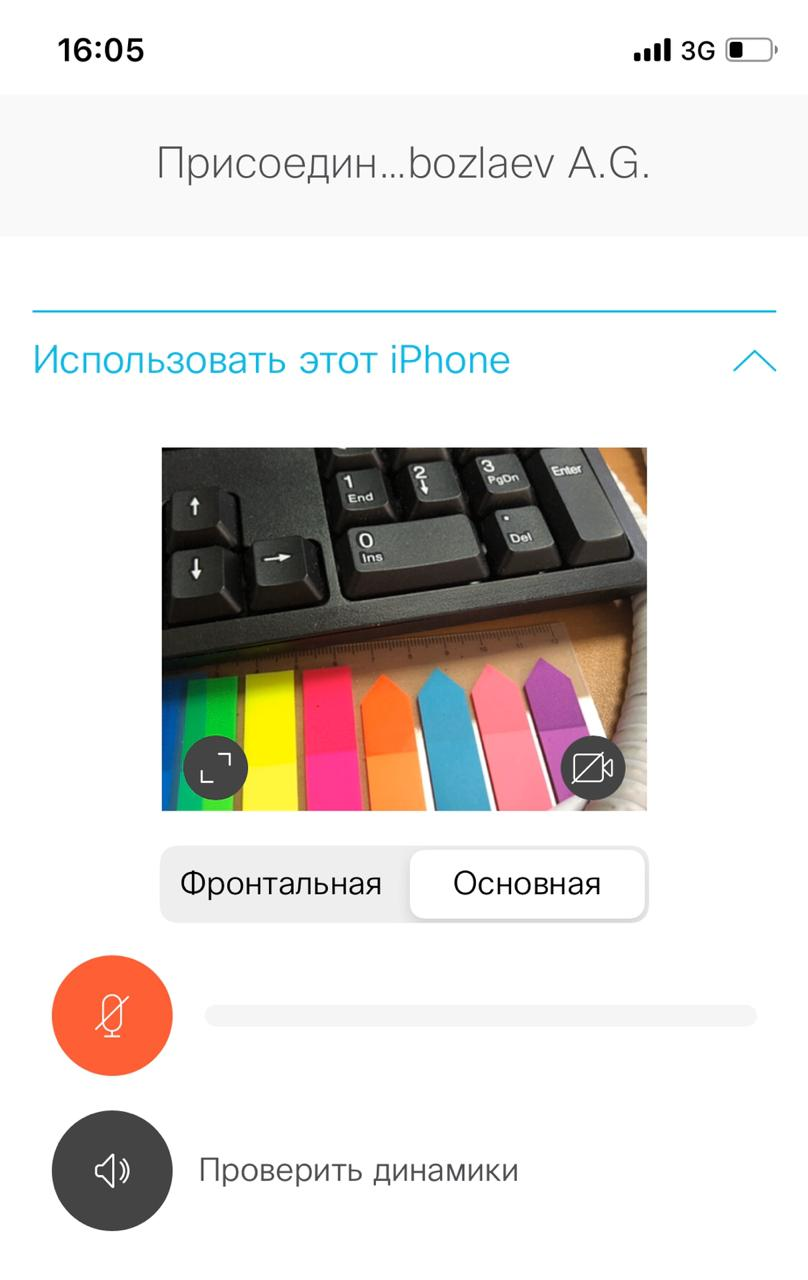 16:05
3G
Присоедин...bozlaev A.G.
Использовать этот iPhone
1
End
2
3
PgDn
Enter
0
Ins
.
Del
Фронтальная
Основная
Проверить динамики